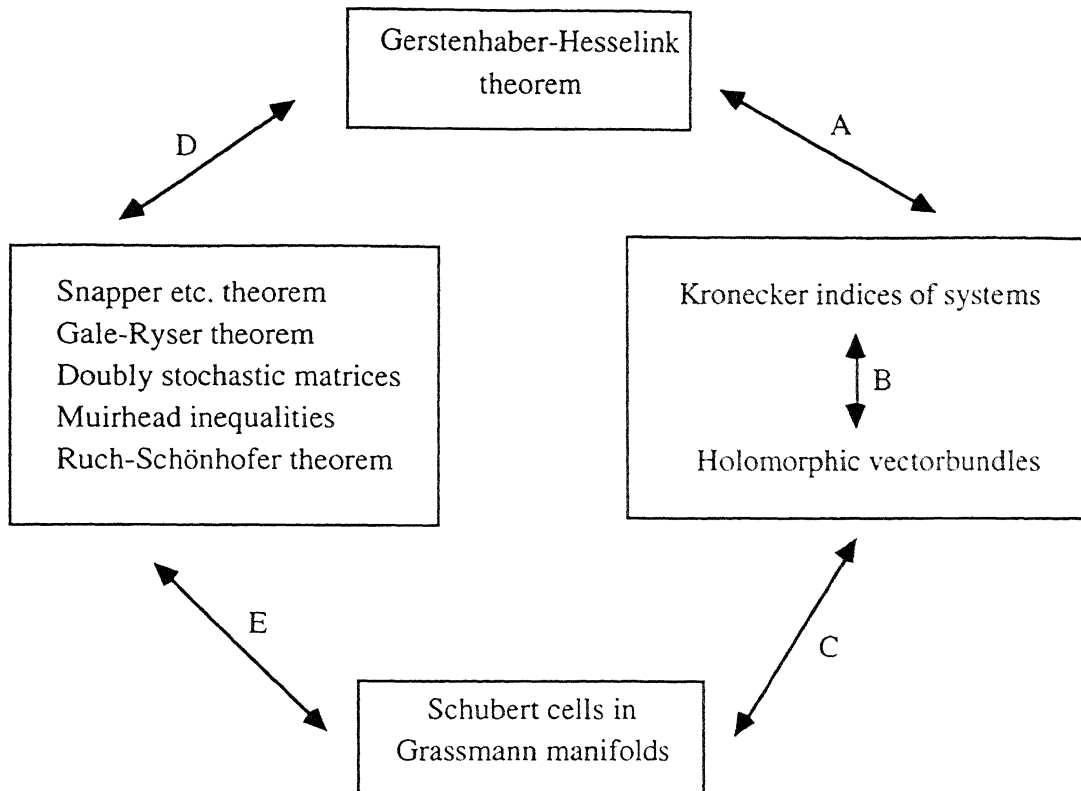 Gerstenhaber-Hesselink
theorem
D
A
Snapper etc. theorem
Gale-Ryser theorem
Doubly stochastic matrices
Muirhead inequalities
Ruch-Schönhofer theorem
Kronecker indices of systems
B
Holomorphic vectorbundles
E
C
Schubert cells in
Grassmann manifolds